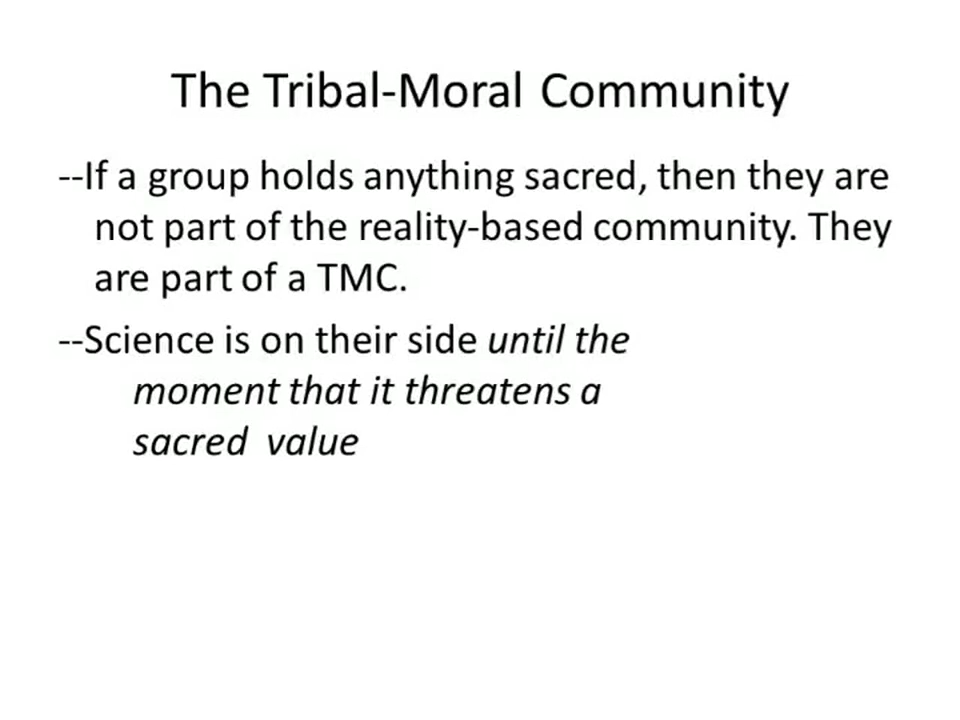 The Tribal-Moral Community
--If a group holds anything sacred, then they are
not part of the reality-based community. They
are part of a TMC.
--Science is on their side until the
moment that it threatens a
sacred  value